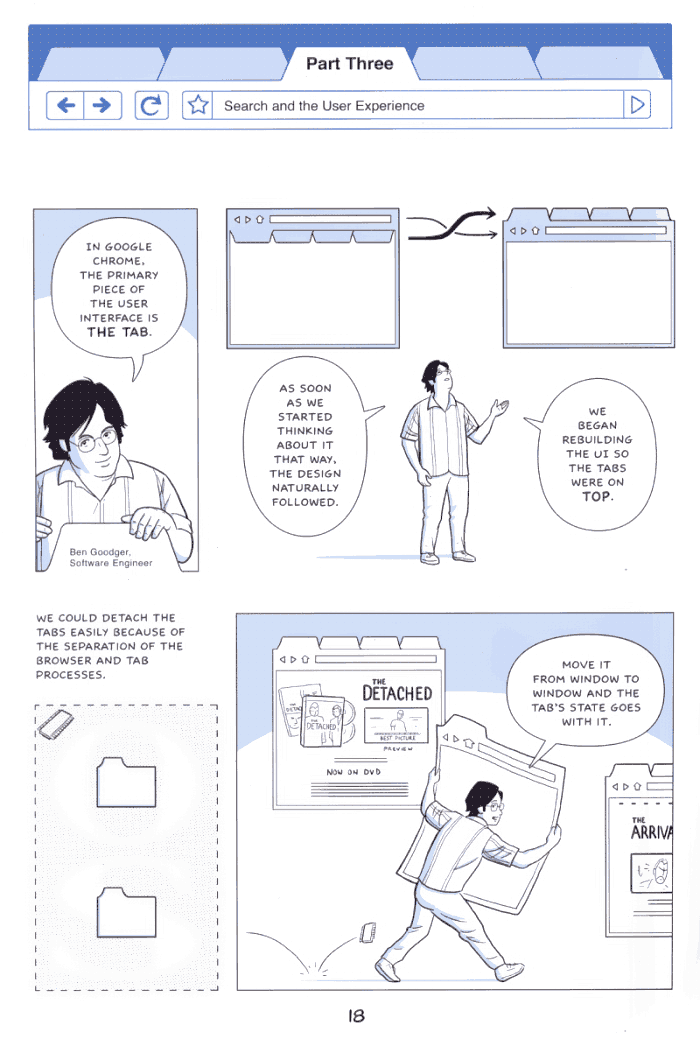 Part Three
Search and the User Experience
IN GOOGLE
CHROME,
THE PRIMARY
PIECE OF
THE USER
INTERFACE IS
THE TAB.
Ben Goodger,
Software Engineer
AS SOON
AS WE
STARTED
THINKING
ABOUT IT
THAT WAY,
THE DESIGN
NATURALLY
FOLLOWED.
WE
BEGAN
REBUILDING
THE UI SO
THE TABS
WERE ON
TOP.
WE COULD DETACH THE
TABS EASILY BECAUSE OF
THE SEPARATION OF THE
BROWSER AND TAB
PROCESSES.
THE
DETACHED
DETACHED
BEST PICTURE
PREVIEW
NOW ON DVD
MOVE IT
FROM WINDOW TO
WINDOW AND THE
TAB'S STATE GOES
WITH IT.
THE
ARRIVA
18